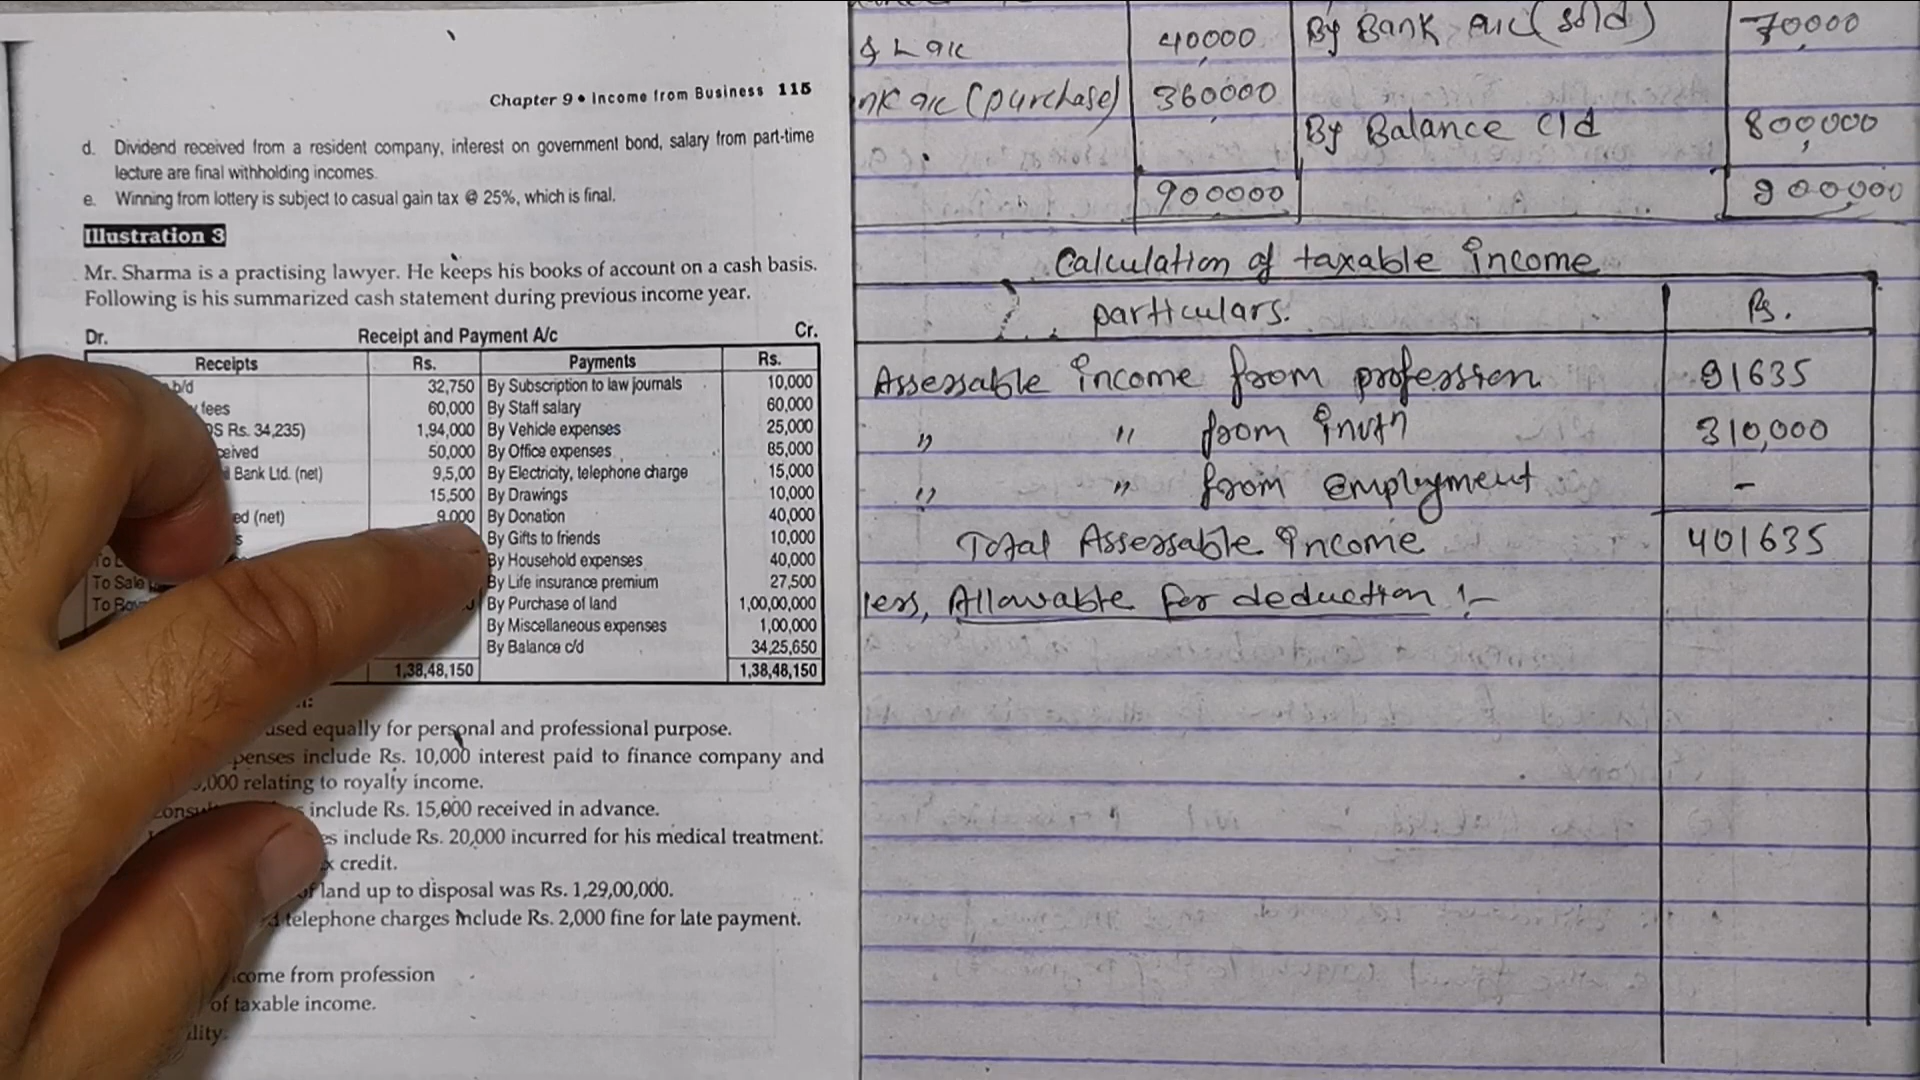 Chapter 9 • Income from Business 115
d. Dividend received from a resident company, interest on government bond, salary from part-time
lecture are final withholding incomes.
e. Winning from lottery is subject to casual gain tax @ 25%, which is final.
Illustration 3
Mr. Sharma is a practising lawyer. He keeps his books of account on a cash basis.
Following is his summarized cash statement during previous income year.
Dr. Receipt and Payment A/c Cr.
Receipts Rs. Payments Rs.
b/d 32,750 By Subscription to law journals 10,000
fees 60,000 By Staff salary 60,000
Rs. 34,235) 1,94,000 By Vehicle expenses 25,000
50,000 By Office expenses 85,000
Bank Ltd. (net) 9,5,00 By Electricity, telephone charge 15,000
15,500 By Drawings 10,000
(net) 9,000 By Donation 40,000
By Gifts to friends 10,000
By Household expenses 40,000
To Sale By Life insurance premium 27,500
To By Purchase of land 1,00,00,000
By Miscellaneous expenses 1,00,000
By Balance c/d 34,25,650
1,38,48,150 1,38,48,150
used equally for personal and professional purpose.
include Rs. 10,000 interest paid to finance company and
relating to royalty income.
include Rs. 15,000 received in advance.
include Rs. 20,000 incurred for his medical treatment.
credit.
land up to disposal was Rs. 1,29,00,000.
telephone charges include Rs. 2,000 fine for late payment.
from profession
of taxable income.
& L a/c 40,000 By Bank a/c (sold) 70,000
a/c (purchase) 360000
By Balance c/d 800,000
900000 900,000
Calculation of taxable income
particulars. Rs.
Assessable income from profession 91635
" " from invtn 310,000
" " from employment -
Total Assessable income 401635
less, Allowable for deduction :-